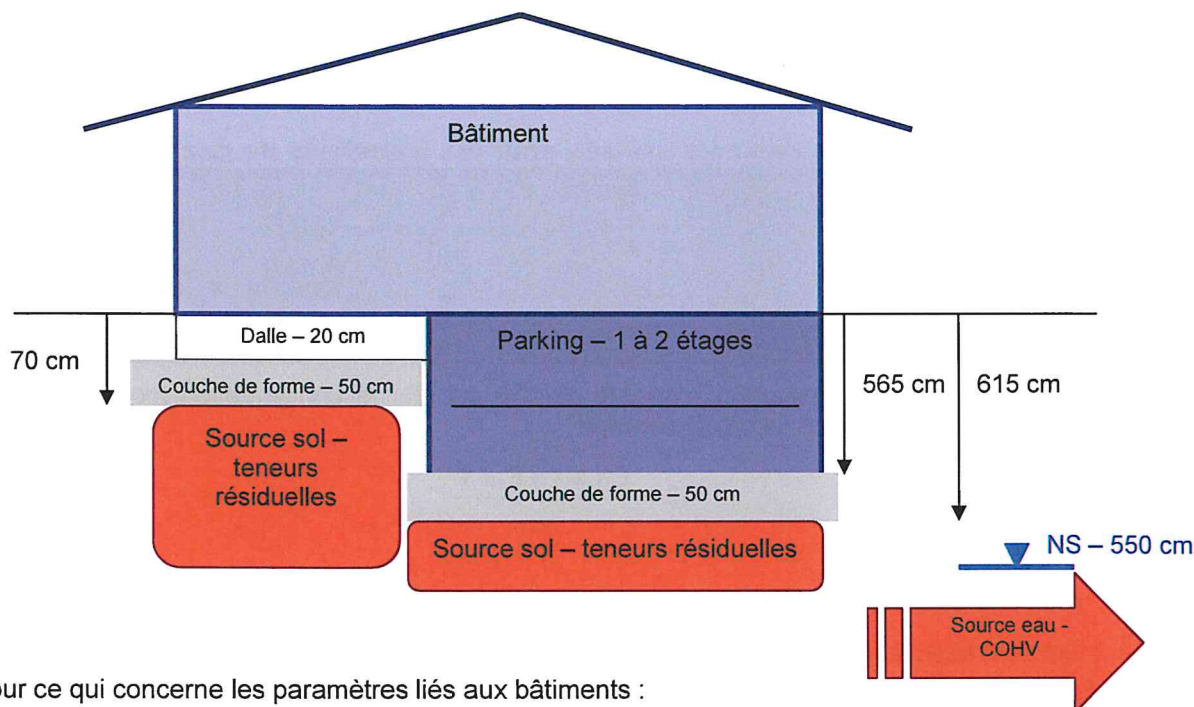 Bâtiment
Dalle – 20 cm
Parking – 1 à 2 étages
70 cm
Couche de forme – 50 cm
565 cm
615 cm
Source sol –
teneurs
résiduelles
Couche de forme – 50 cm
Source sol – teneurs résiduelles
NS – 550 cm
Source eau -
COHV
our ce qui concerne les paramètres liés aux bâtiments :